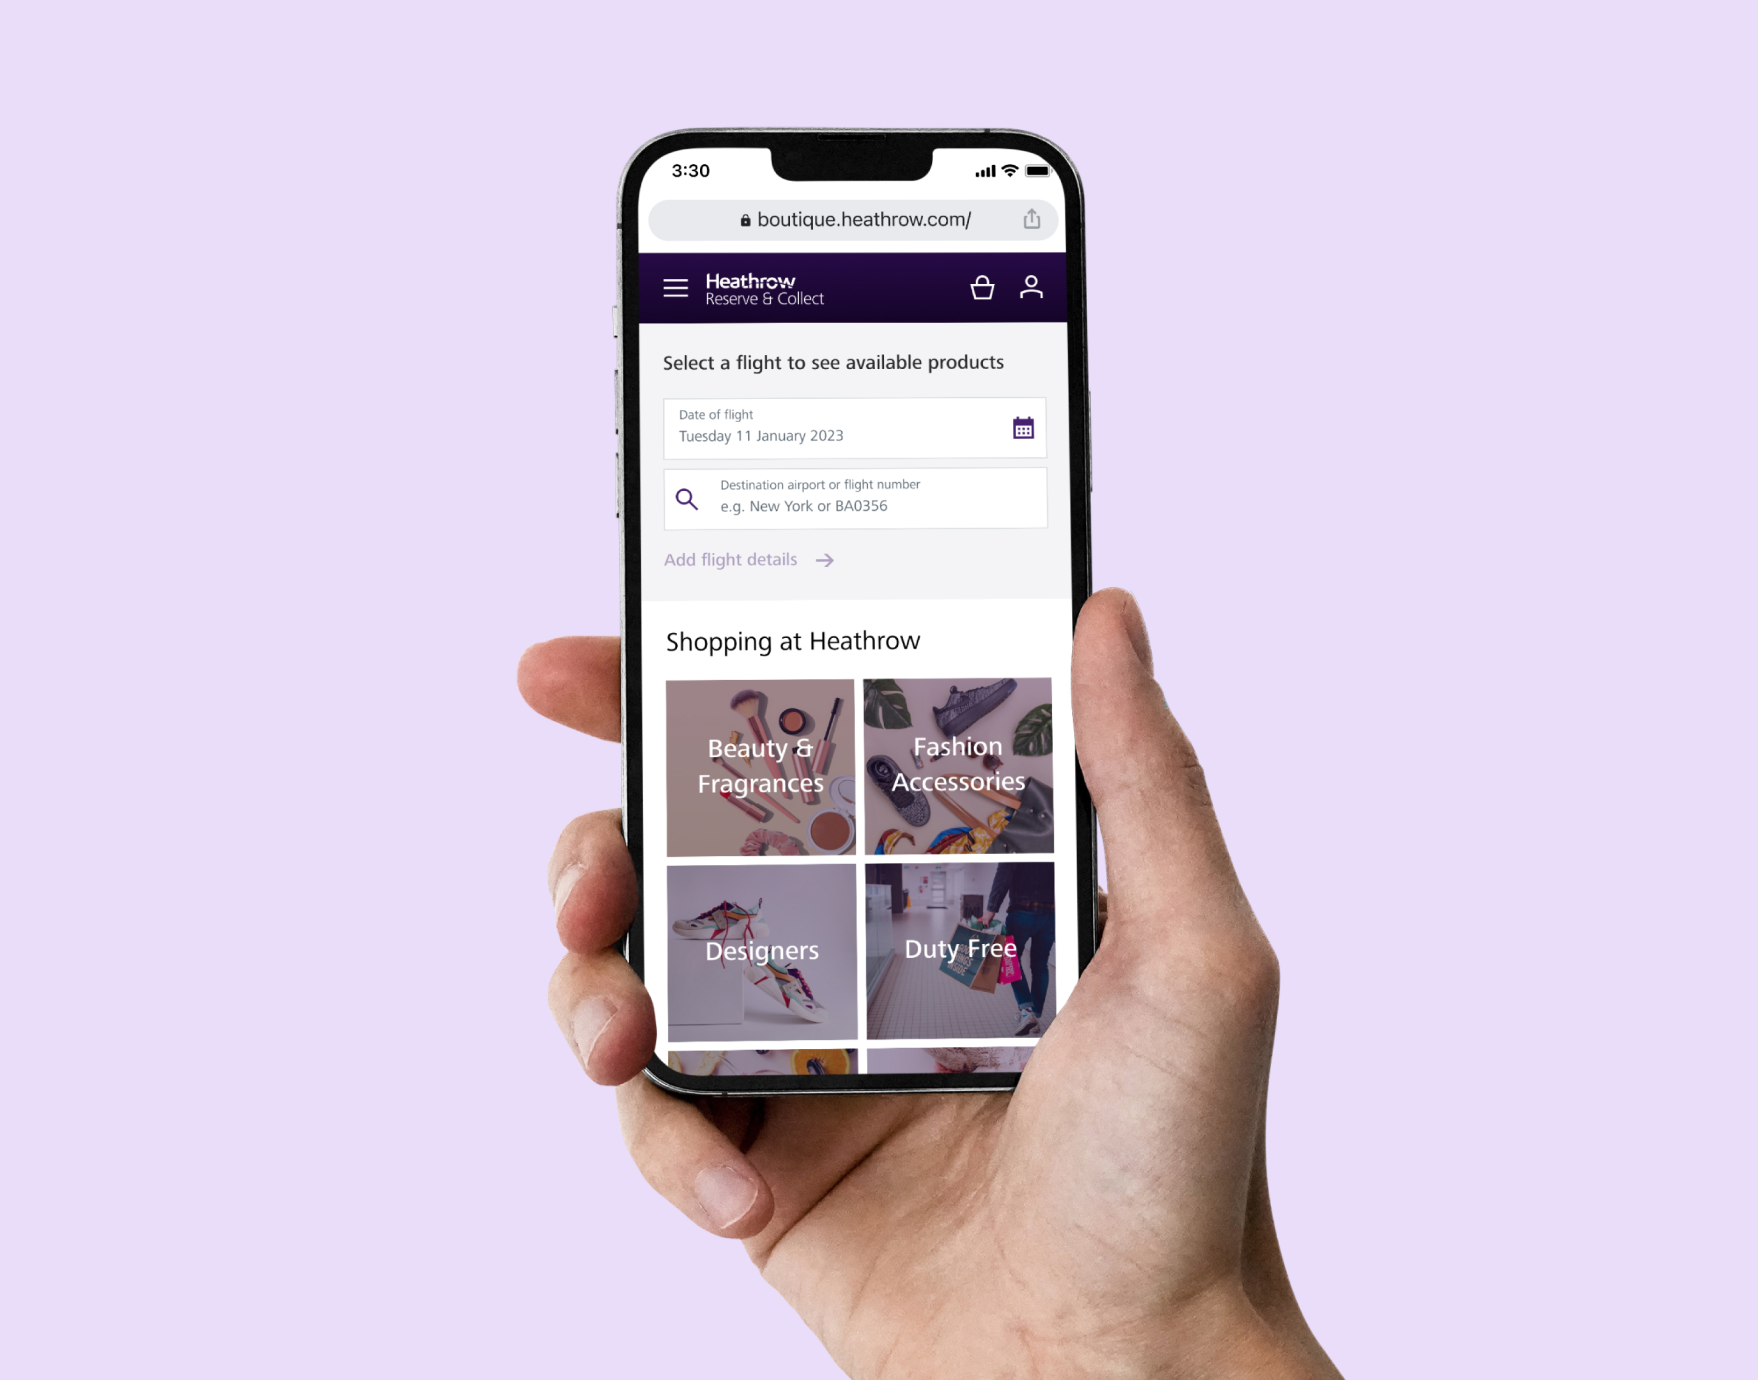 3:30
boutique.heathrow.com/
Heathrow
Reserve & Collect
Select a flight to see available products
Date of flight
Tuesday 11 January 2023
Destination airport or flight number
e.g. New York or BA0356
Add flight details
Shopping at Heathrow
Beauty &
Fragrances
Fashion
Accessories
Designers
Duty Free